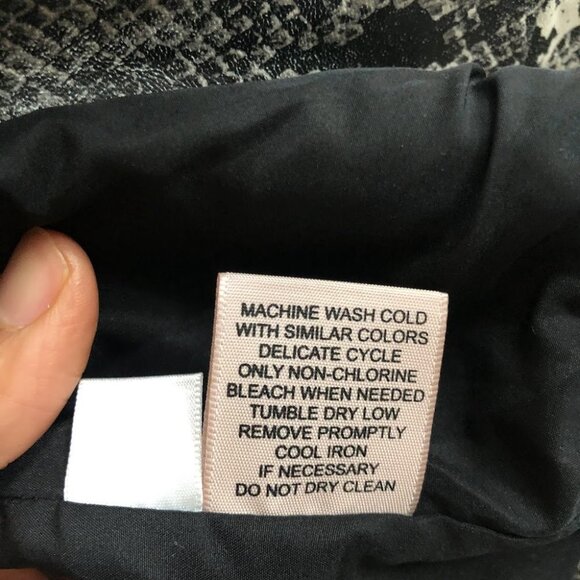 MACHINE WASH COLD
WITH SIMILAR COLORS
DELICATE CYCLE
ONLY NON-CHLORINE
BLEACH WHEN NEEDED
TUMBLE DRY LOW
REMOVE PROMPTLY
COOL IRON
IF NECESSARY
DO NOT DRY CLEAN